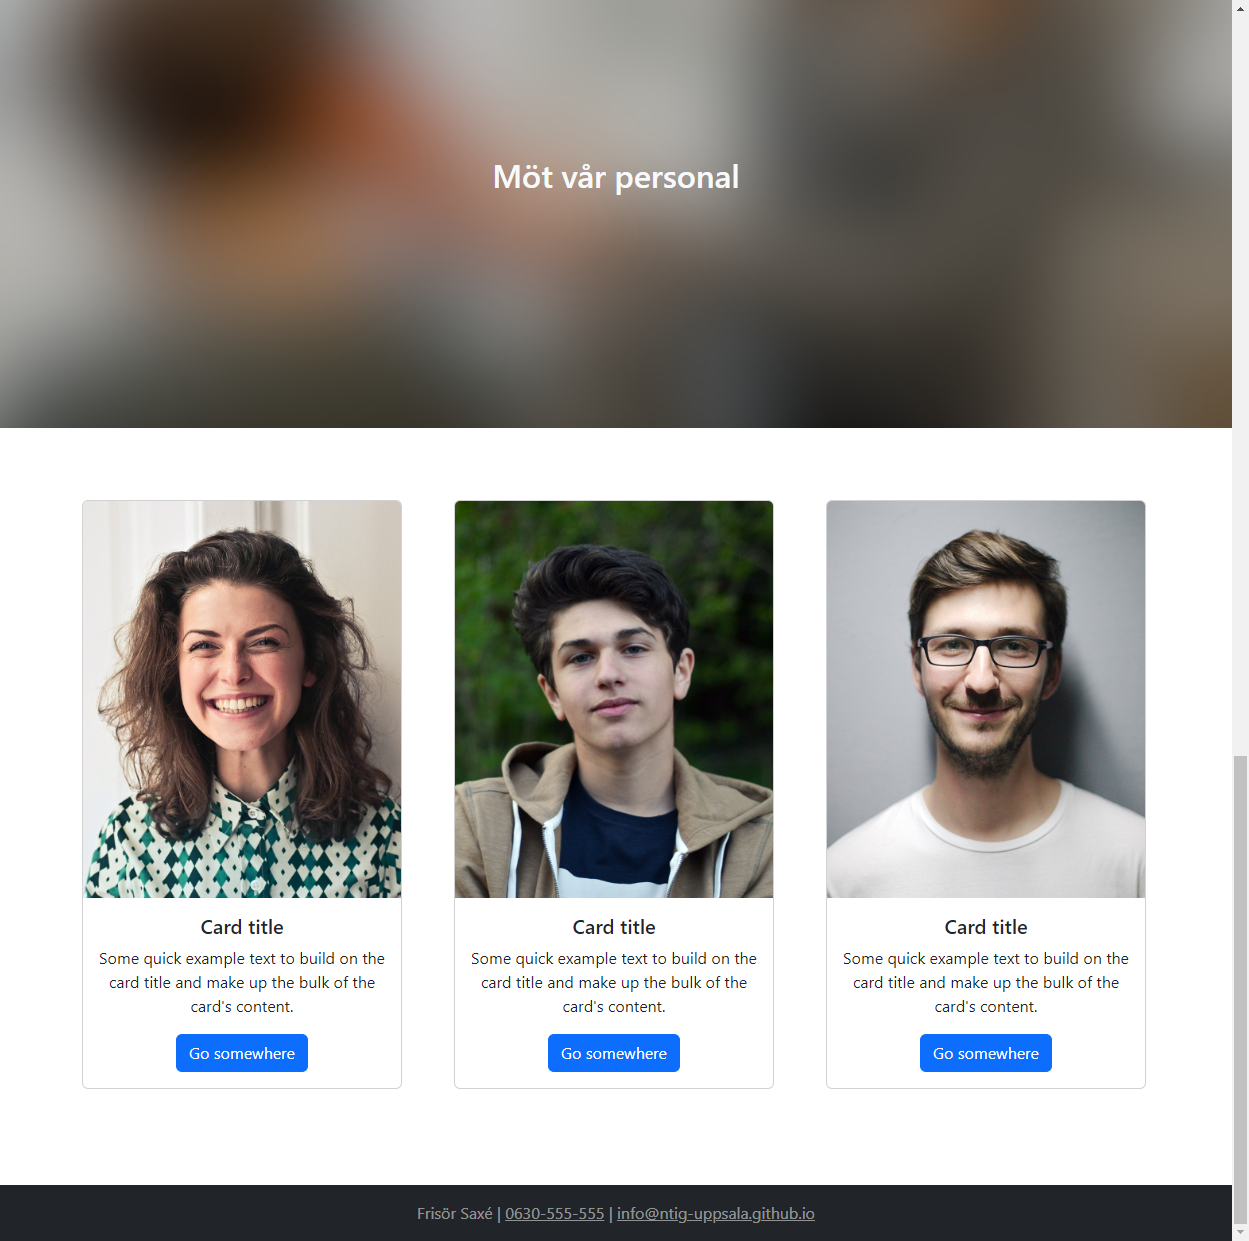 Möt vår personal
Card title
Some quick example text to build on the
card title and make up the bulk of the
card's content.
Go somewhere
Card title
Some quick example text to build on the
card title and make up the bulk of the
card's content.
Go somewhere
Card title
Some quick example text to build on the
card title and make up the bulk of the
card's content.
Go somewhere
Frisör Saxé | 0630-555-555 | info@ntig-uppsala.github.io